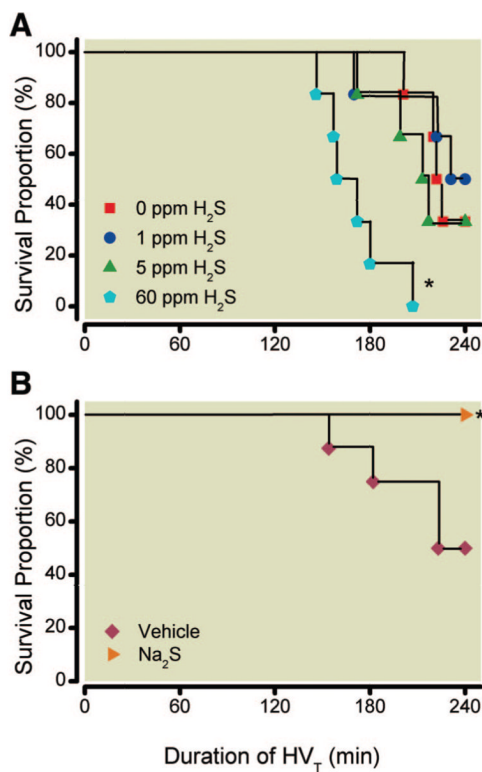 A
Survival Proportion (%)
100
80
60
40
20
0
0 ppm H₂S
1 ppm H₂S
5 ppm H₂S
60 ppm H₂S
*
0 60 120 180 240
B
Survival Proportion (%)
100
80
60
40
20
0
*
Vehicle
Na₂S
0 60 120 180 240
Duration of HV_T (min)